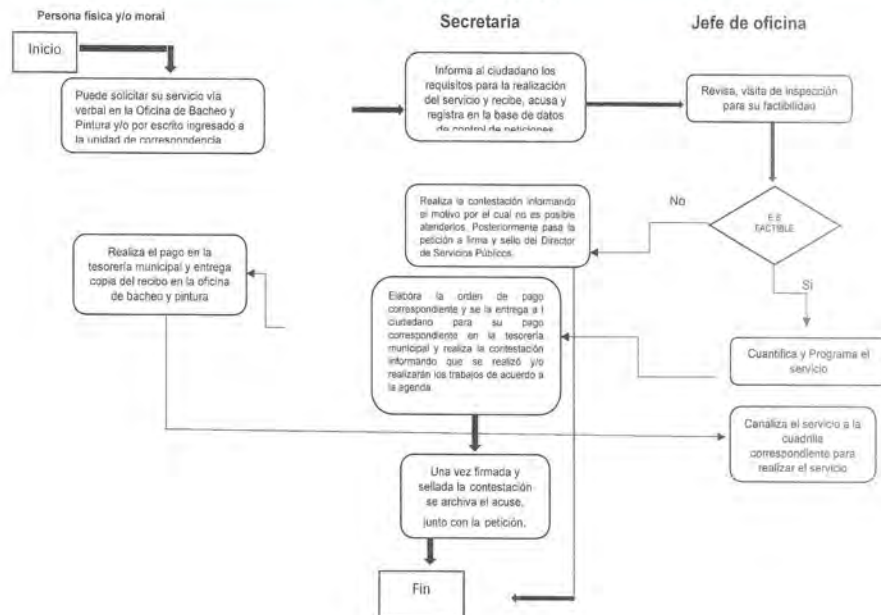 Persona física y/o moral
Secretaria
Jefe de oficina
Inicio
Puede solicitar su servicio vía
verbal en la Oficina de Bacheo y
Pintura y/o por escrito ingresado a
la unidad de correspondencia
Informa al ciudadano los
requisitos para la realización
del servicio y recibe, acusa y
registra en la base de datos
de control de peticiones
Revisa, visita de inspección
para su factibilidad
Realiza la contestación informando
el motivo por el cual no es posible
atenderlos. Posteriormente pasa la
petición a firma y sello del Director
de Servicios Públicos.
No
E S
FACTIBLE
Si
Realiza el pago en la
tesorería municipal y entrega
copia del recibo en la oficina
de bacheo y pintura
Elabora la orden de pago
correspondiente y se la entrega a l
ciudadano para su pago
correspondiente en la tesorería
municipal y realiza la contestación
informando que se realizó y/o
realizarán los trabajos de acuerdo a
la agenda.
Cuantifica y Programa el
servicio
Canaliza el servicio a la
cuadrilla
correspondiente para
realizar el servicio
Una vez firmada y
sellada la contestación
se archiva el acuse,
junto con la petición.
Fin